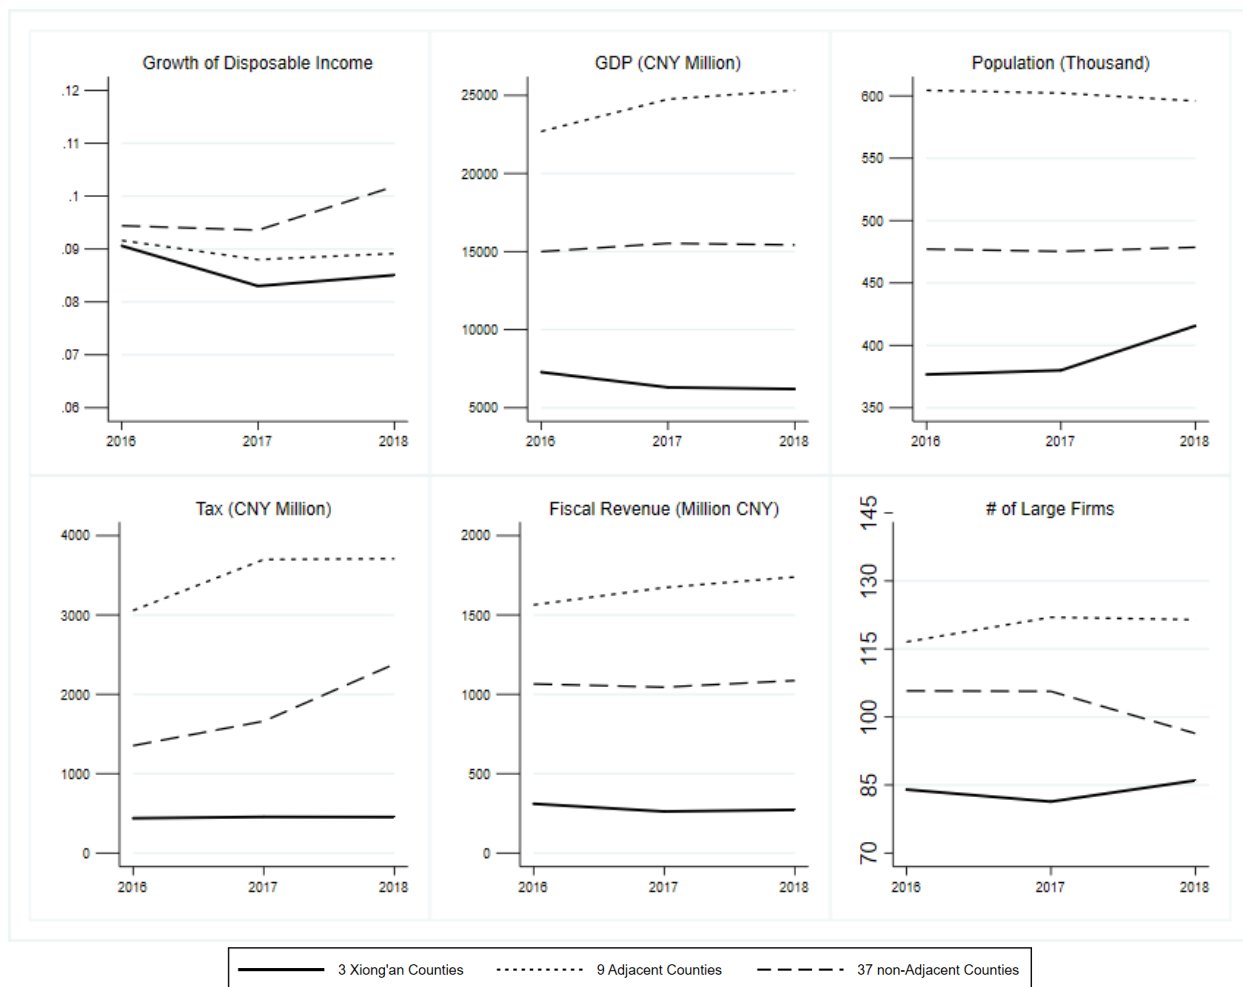 Growth of Disposable Income
.12
.11
.1
.09
.08
.07
.06
2016 2017 2018
GDP (CNY Million)
25000
20000
15000
10000
5000
2016 2017 2018
Population (Thousand)
600
550
500
450
400
350
2016 2017 2018
Tax (CNY Million)
4000
3000
2000
1000
0
2016 2017 2018
Fiscal Revenue (Million CNY)
2000
1500
1000
500
0
2016 2017 2018
# of Large Firms
145
130
115
100
85
70
2016 2017 2018
3 Xiong'an Counties 9 Adjacent Counties 37 non-Adjacent Counties